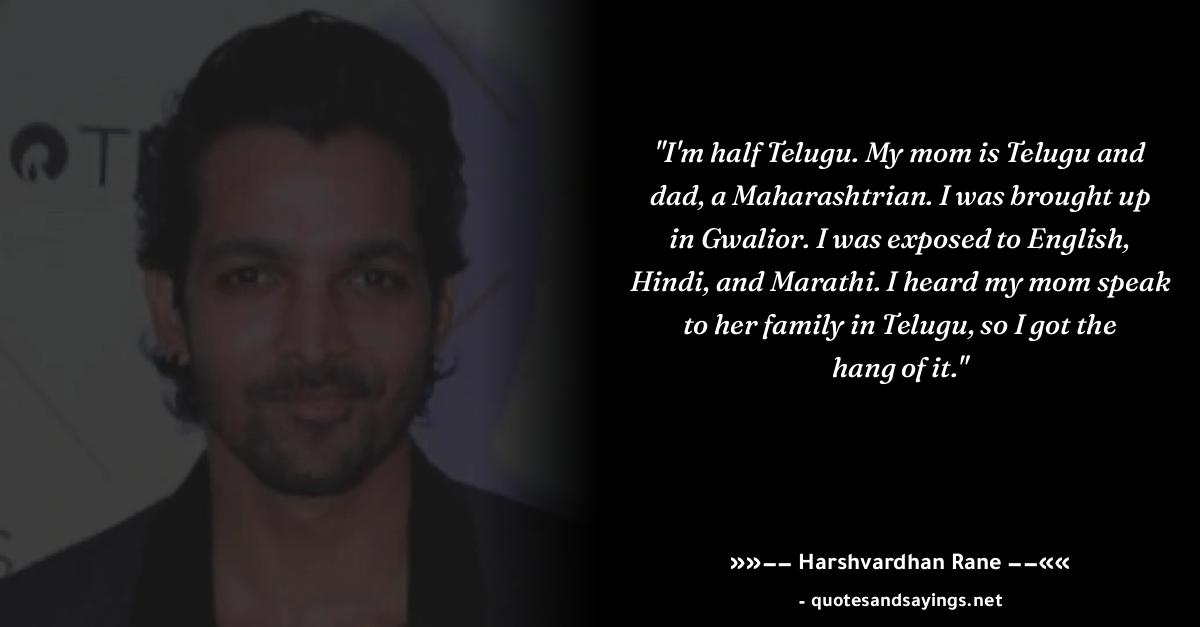 "I'm half Telugu. My mom is Telugu and
dad, a Maharashtrian. I was brought up
in Gwalior. I was exposed to English,
Hindi, and Marathi. I heard my mom speak
to her family in Telugu, so I got the
hang of it."
»»−− Harshvardhan Rane −−««
- quotesandsayings.net